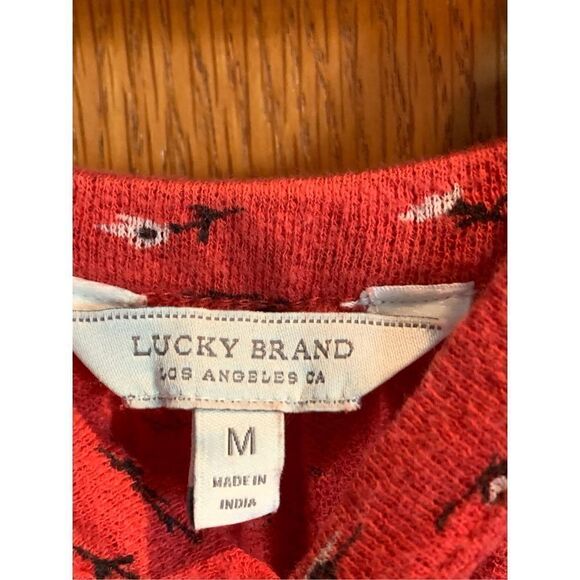 LUCKY BRAND
LOS ANGELES CA
M
MADE IN
INDIA